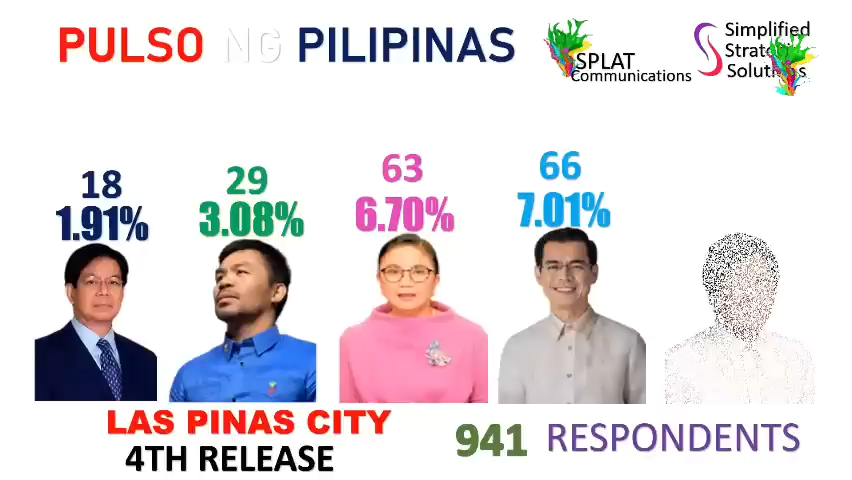 PULSO NG PILIPINAS
SPLAT
Communications
Simplified
Strategic
Solutions
18
1.91%
29
3.08%
63
6.70%
66
7.01%
LAS PINAS CITY
4TH RELEASE
941 RESPONDENTS